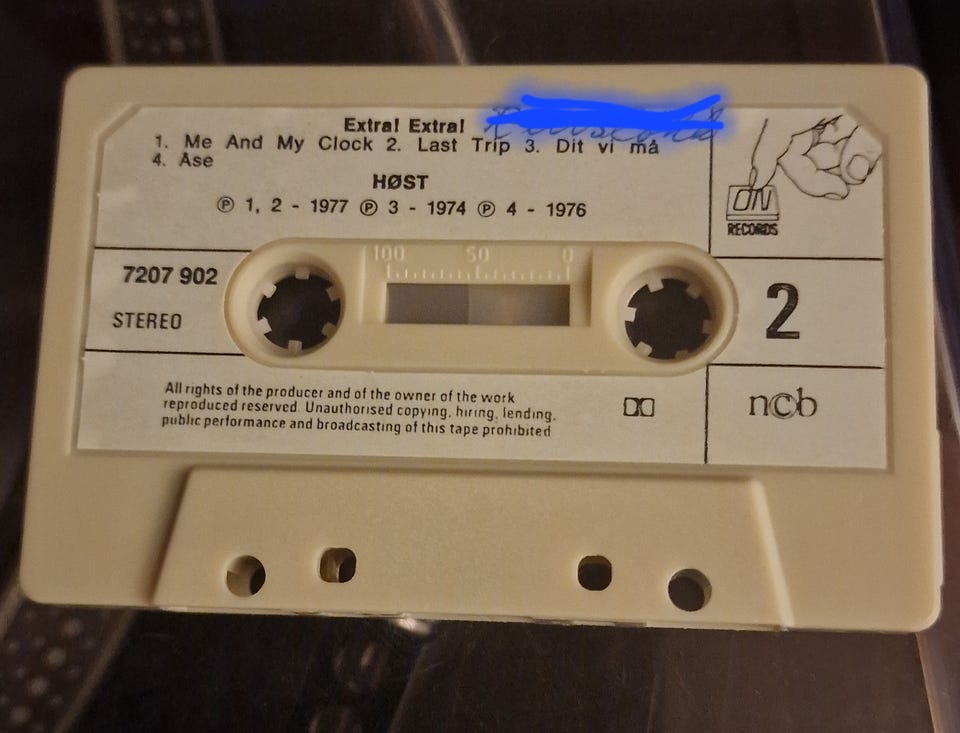 Extra! Extra!
1. Me And My Clock 2. Last Trip 3. Dit vi må
4. Ase
HØST
Ⓟ 1, 2 - 1977 Ⓟ 3 - 1974 Ⓟ 4 - 1976
ON
RECORDS
100 50 0
7207 902
STEREO
2
All rights of the producer and of the owner of the work
reproduced reserved. Unauthorised copying, hiring, lending,
public performance and broadcasting of this tape prohibited
ncb